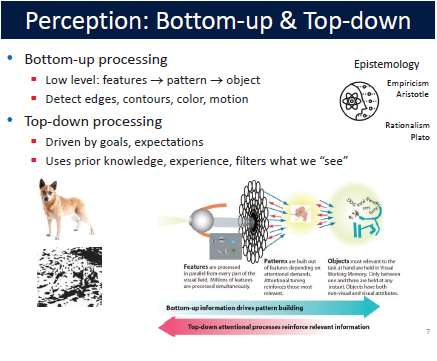 Perception: Bottom-up & Top-down
Bottom-up processing
Low level: features → pattern → object
Detect edges, contours, color, motion
Top-down processing
Driven by goals, expectations
Uses prior knowledge, experience, filters what we “see”
Epistemology
Empiricism
Aristotle
Rationalism
Plato
Features are processed
in parallel from every part of the
visual field. Millions of features
are processed simultaneously.
Patterns are built out
of features depending on
attentional demands.
Attentional tuning
reinforces those most
relevant.
Objects most relevant to the
task at hand are held in Visual
Working Memory. Only between
one and three are held at any
instant. Objects have both
non-visual and visual attributes.
Bottom-up information drives pattern building
Top-down attentional processes reinforce relevant information
7